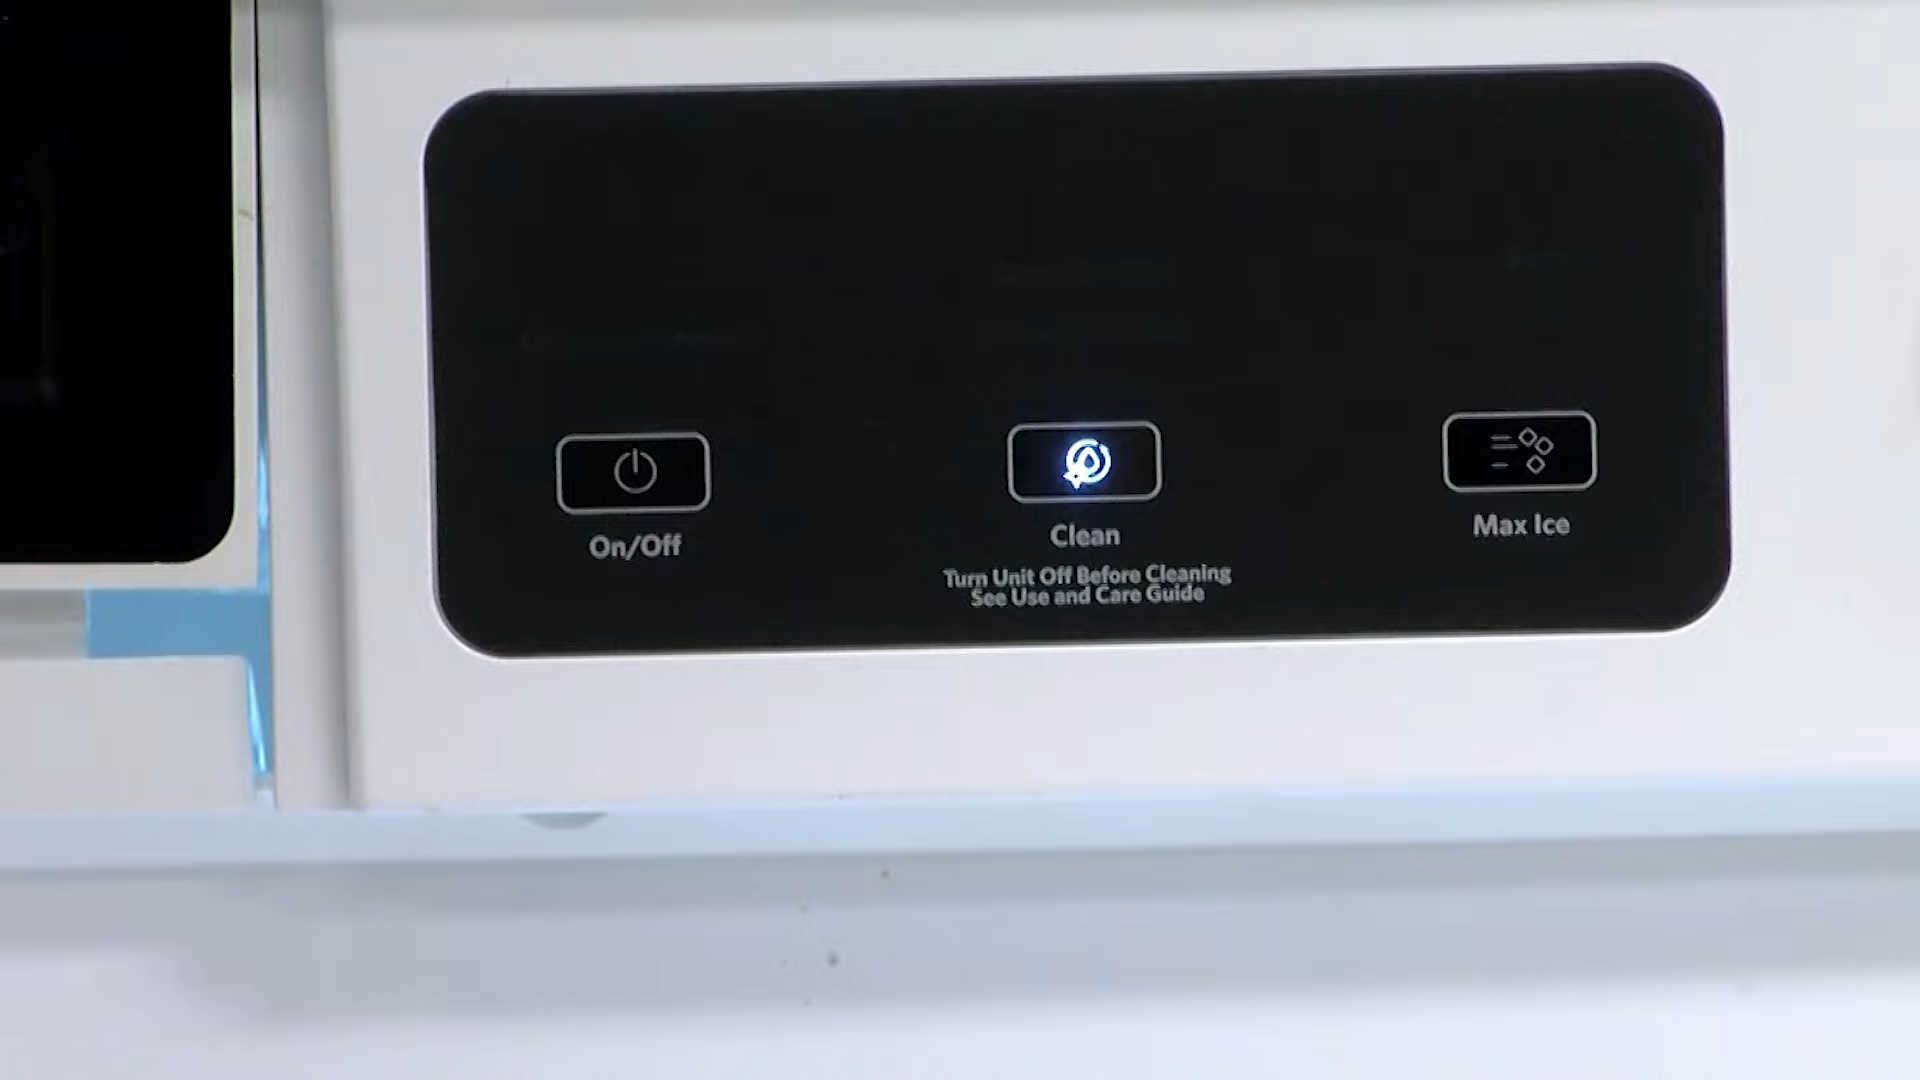 On/Off
Clean
Turn Unit Off Before Cleaning
See Use and Care Guide
Max Ice